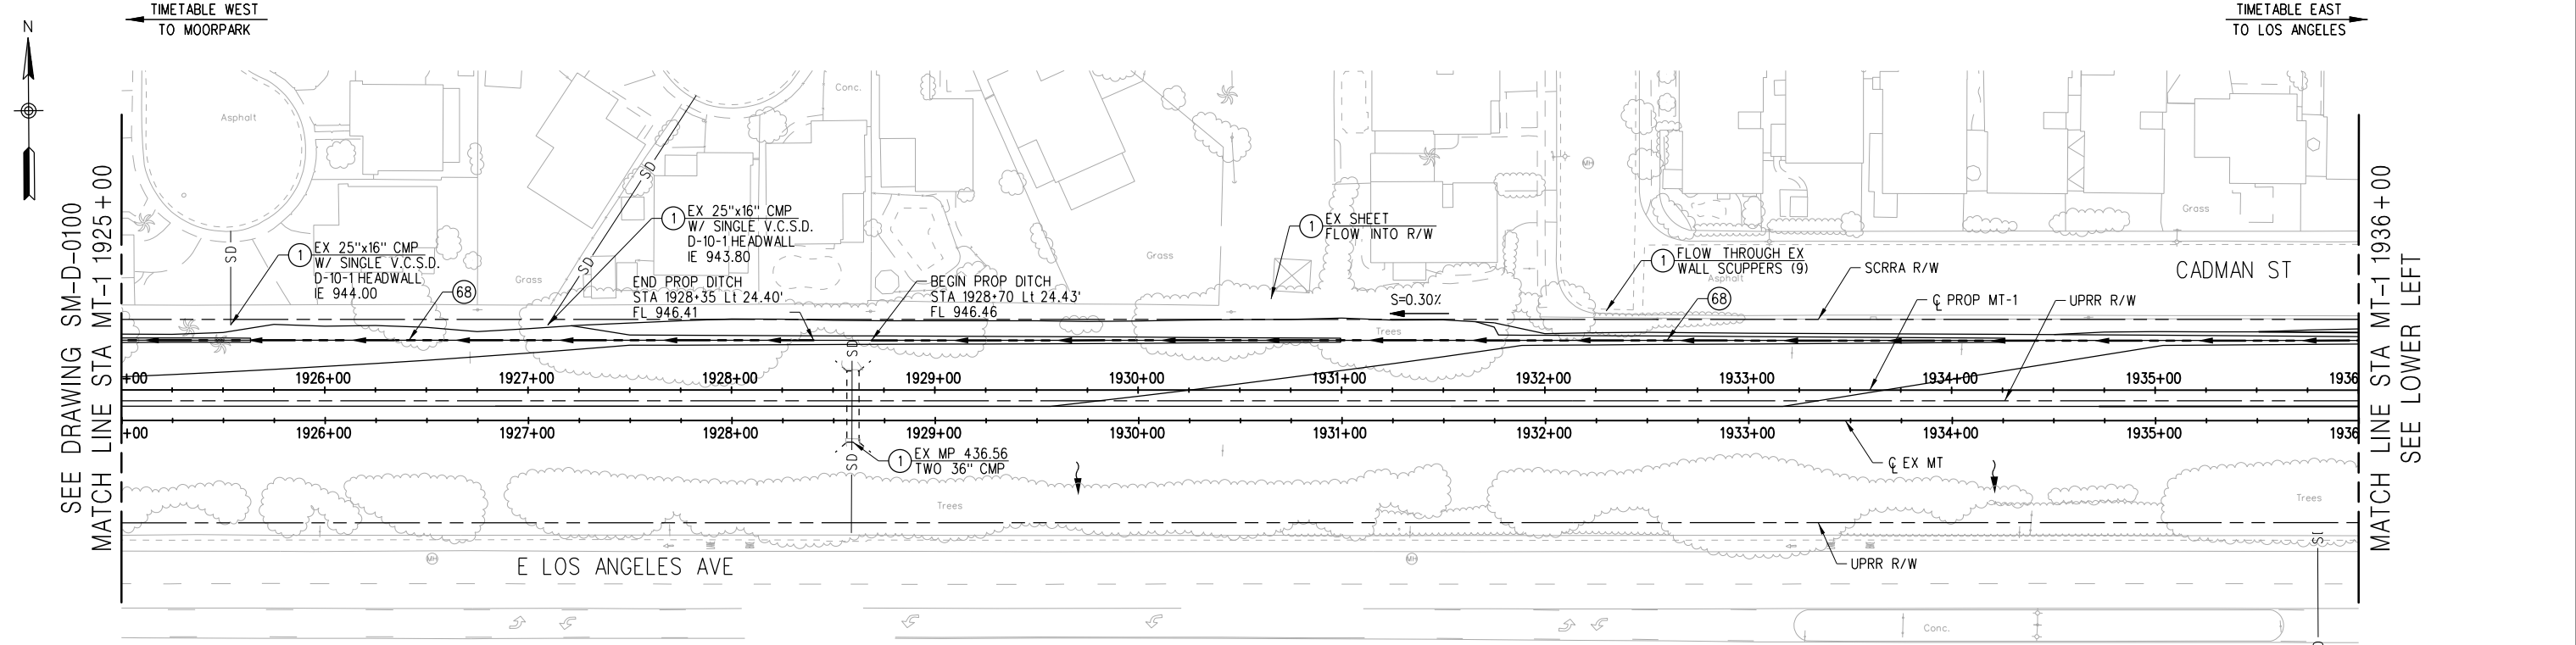 TIMETABLE WEST
TO MOORPARK
TIMETABLE EAST
TO LOS ANGELES
N
SEE DRAWING SM-D-0100
MATCH LINE STA MT-1 1925+00
Asphalt
Conc.
SD
SD
SD
1 EX 25"x16" CMP
W/ SINGLE V.C.S.D.
D-10-1 HEADWALL
IE 944.00
68
Grass
1 EX 25"x16" CMP
W/ SINGLE V.C.S.D.
D-10-1 HEADWALL
IE 943.80
END PROP DITCH
STA 1928+35 Lt 24.40'
FL 946.41
BEGIN PROP DITCH
STA 1928+70 Lt 24.43'
FL 946.46
Grass
1 EX SHEET
FLOW INTO R/W
S=0.30%
Trees
MH
1 FLOW THROUGH EX
WALL SCUPPERS (9)
Asphalt
68
SCRRA R/W
℄ PROP MT-1
UPRR R/W
Grass
CADMAN ST
SD
+00 1926+00 1927+00 1928+00 1929+00 1930+00 1931+00 1932+00 1933+00 1934+00 1935+00 1936
+00 1926+00 1927+00 1928+00 1929+00 1930+00 1931+00 1932+00 1933+00 1934+00 1935+00 1936
SD
1 EX MP 436.56
TWO 36" CMP
℄ EX MT
Trees
Trees
UPRR R/W
MH
MH
E LOS ANGELES AVE
Conc.
MATCH LINE STA MT-1 1936+00
SEE LOWER LEFT